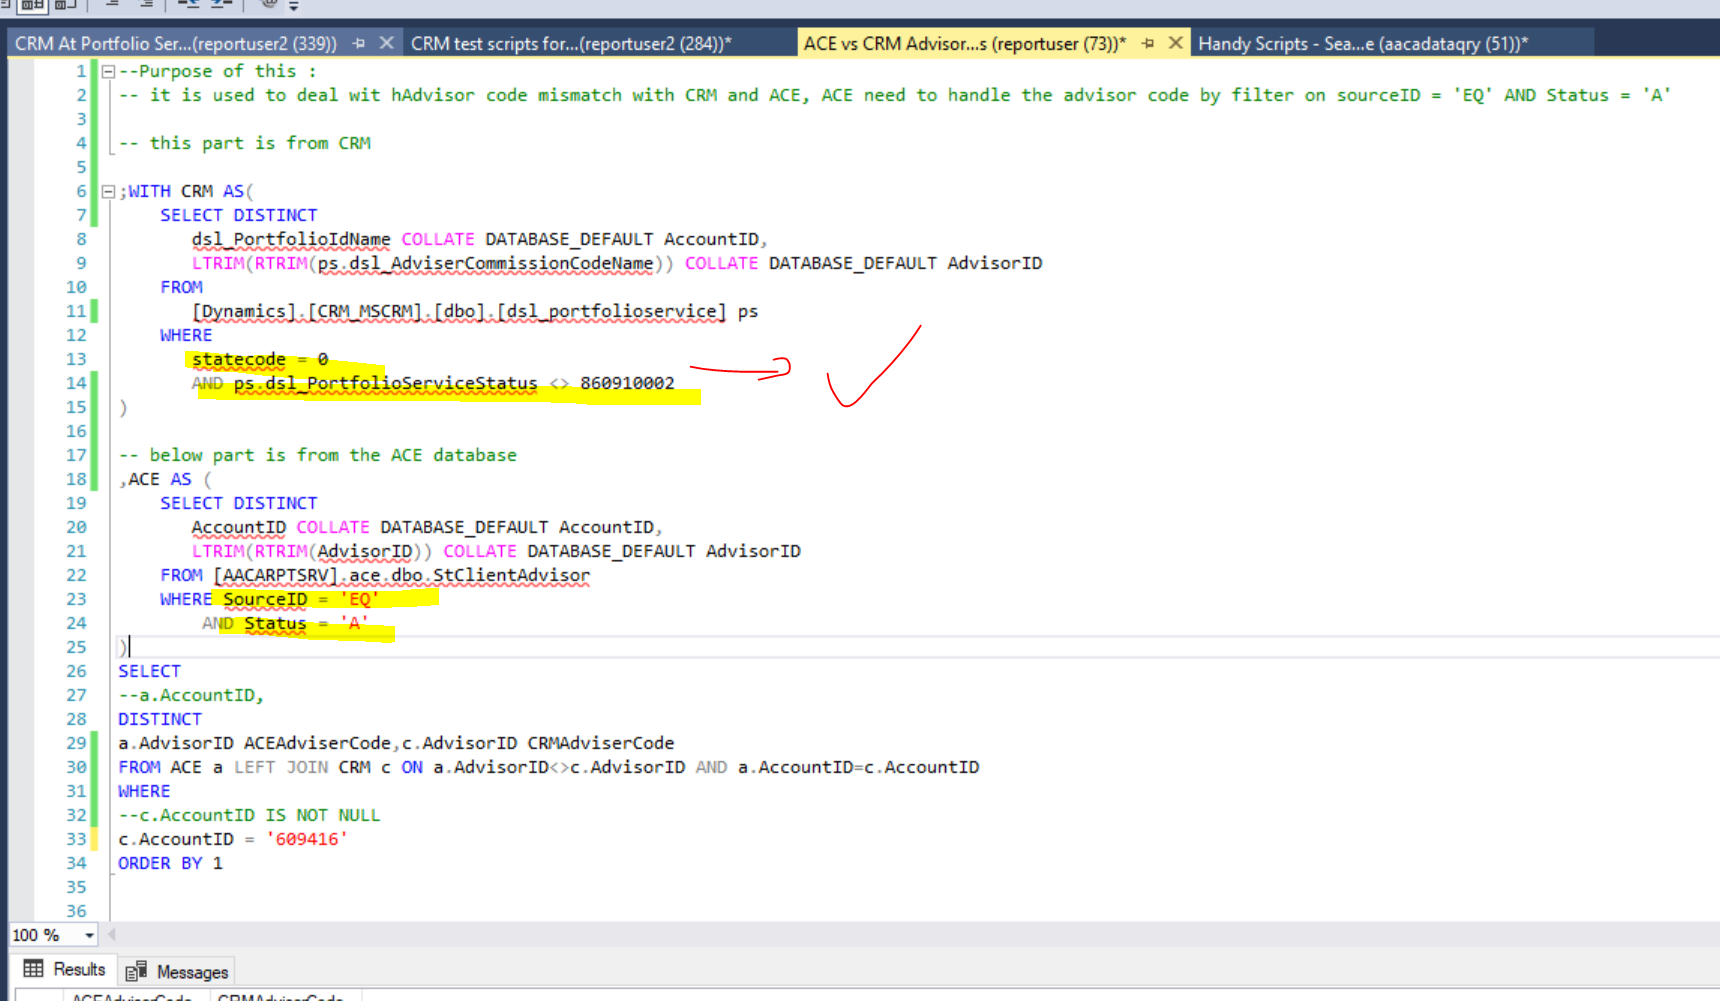 CRM At Portfolio Ser...(reportuser2 (339)) CRM test scripts for...(reportuser2 (284))* ACE vs CRM Advisor...s (reportuser (73))* Handy Scripts - Sea...e (aacadataqry (51))*
1 --Purpose of this :
2 -- it is used to deal wit hAdvisor code mismatch with CRM and ACE, ACE need to handle the advisor code by filter on sourceID = 'EQ' AND Status = 'A'
3
4 -- this part is from CRM
5
6 ;WITH CRM AS(
7 SELECT DISTINCT
8 dsl_PortfolioIdName COLLATE DATABASE_DEFAULT AccountID,
9 LTRIM(RTRIM(ps.dsl_AdviserCommissionCodeName)) COLLATE DATABASE_DEFAULT AdvisorID
10 FROM
11 [Dynamics].[CRM_MSCRM].[dbo].[dsl_portfolioservice] ps
12 WHERE
13 statecode = 0
14 AND ps.dsl_PortfolioServiceStatus <> 860910002
15 )
16
17 -- below part is from the ACE database
18 ,ACE AS (
19 SELECT DISTINCT
20 AccountID COLLATE DATABASE_DEFAULT AccountID,
21 LTRIM(RTRIM(AdvisorID)) COLLATE DATABASE_DEFAULT AdvisorID
22 FROM [AACARPTSRV].ace.dbo.StClientAdvisor
23 WHERE SourceID = 'EQ'
24 AND Status = 'A'
25 )
26 SELECT
27 --a.AccountID,
28 DISTINCT
29 a.AdvisorID ACEAdviserCode,c.AdvisorID CRMAdviserCode
30 FROM ACE a LEFT JOIN CRM c ON a.AdvisorID<>c.AdvisorID AND a.AccountID=c.AccountID
31 WHERE
32 --c.AccountID IS NOT NULL
33 c.AccountID = '609416'
34 ORDER BY 1
35
36
100 %
Results Messages
ACEAdviserCode CRMAdviserCode